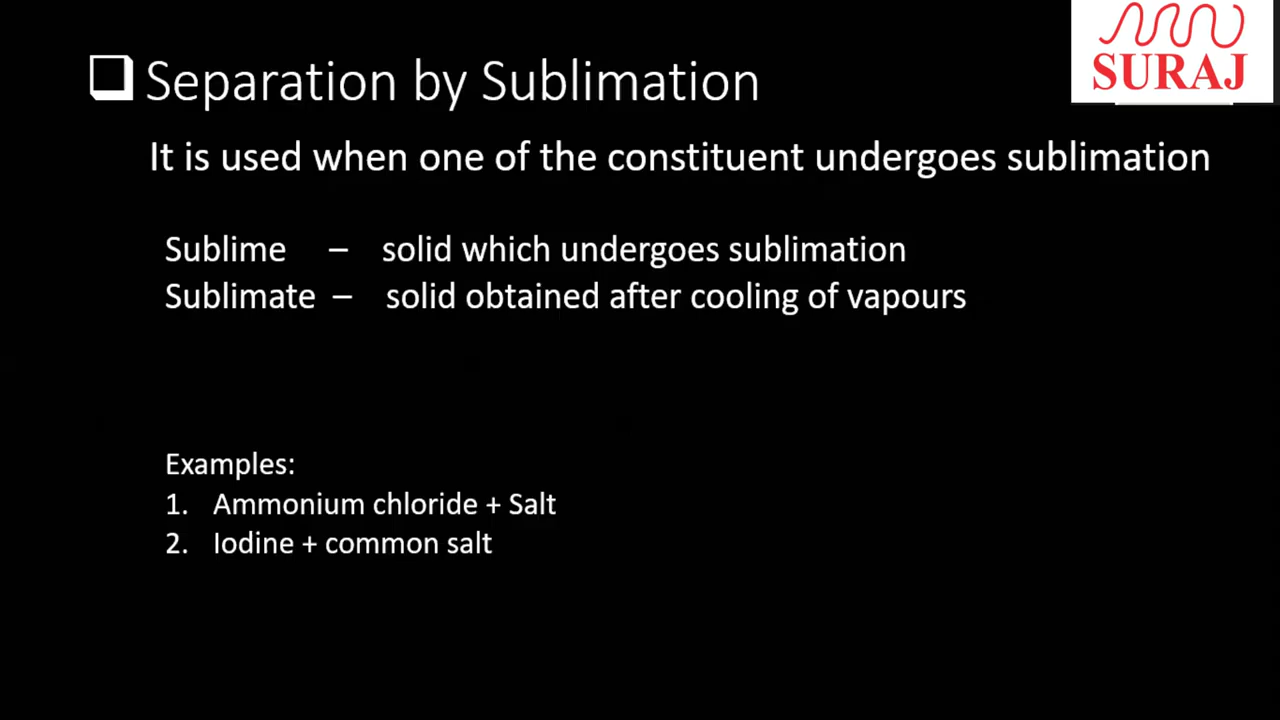 SURAJ
❑ Separation by Sublimation
It is used when one of the constituent undergoes sublimation
Sublime – solid which undergoes sublimation
Sublimate – solid obtained after cooling of vapours
Examples:
1. Ammonium chloride + Salt
2. Iodine + common salt